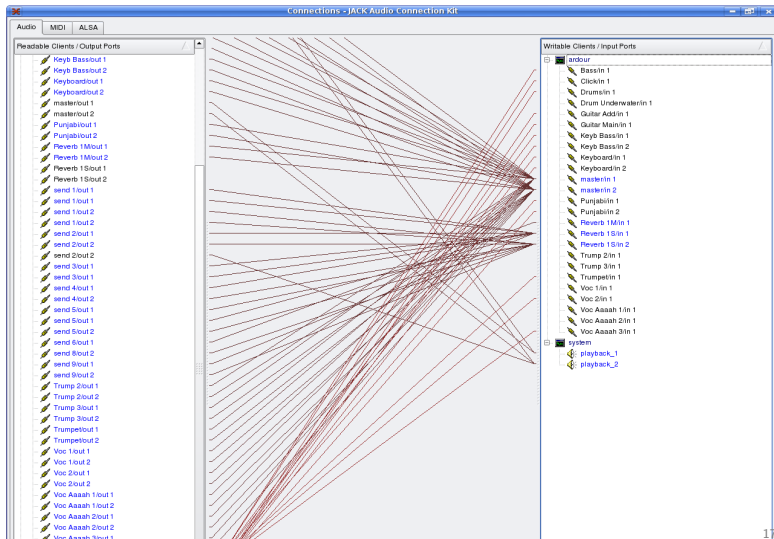 Connections - JACK Audio Connection Kit
Audio
MIDI
ALSA
Readable Clients / Output Ports
Keyb Bass/out 1
Keyb Bass/out 2
Keyboard/out 1
Keyboard/out 2
master/out 1
master/out 2
Punjabi/out 1
Punjabi/out 2
Reverb 1M/out 1
Reverb 1M/out 2
Reverb 1S/out 1
Reverb 1S/out 2
send 1/out 1
send 1/out 1
send 1/out 2
send 1/out 2
send 2/out 1
send 2/out 2
send 2/out 2
send 3/out 1
send 3/out 1
send 4/out 1
send 4/out 2
send 5/out 1
send 5/out 1
send 5/out 2
send 6/out 1
send 8/out 2
send 9/out 1
send 9/out 2
Trump 2/out 1
Trump 2/out 2
Trump 3/out 1
Trump 3/out 2
Trumpet/out 1
Trumpet/out 2
Voc 1/out 1
Voc 1/out 2
Voc 2/out 1
Voc 2/out 2
Voc Aaaah 1/out 1
Voc Aaaah 1/out 2
Voc Aaaah 2/out 1
Voc Aaaah 2/out 2
Voc Aaaah 3/out 1
Writable Clients / Input Ports
ardour
Bass/in 1
Click/in 1
Drums/in 1
Drum Underwater/in 1
Guitar Add/in 1
Guitar Main/in 1
Keyb Bass/in 1
Keyb Bass/in 2
Keyboard/in 1
Keyboard/in 2
master/in 1
master/in 2
Punjabi/in 1
Punjabi/in 2
Reverb 1M/in 1
Reverb 1S/in 1
Reverb 1S/in 2
Trump 2/in 1
Trump 3/in 1
Trumpet/in 1
Voc 1/in 1
Voc 2/in 1
Voc Aaaah 1/in 1
Voc Aaaah 2/in 1
Voc Aaaah 3/in 1
system
playback_1
playback_2